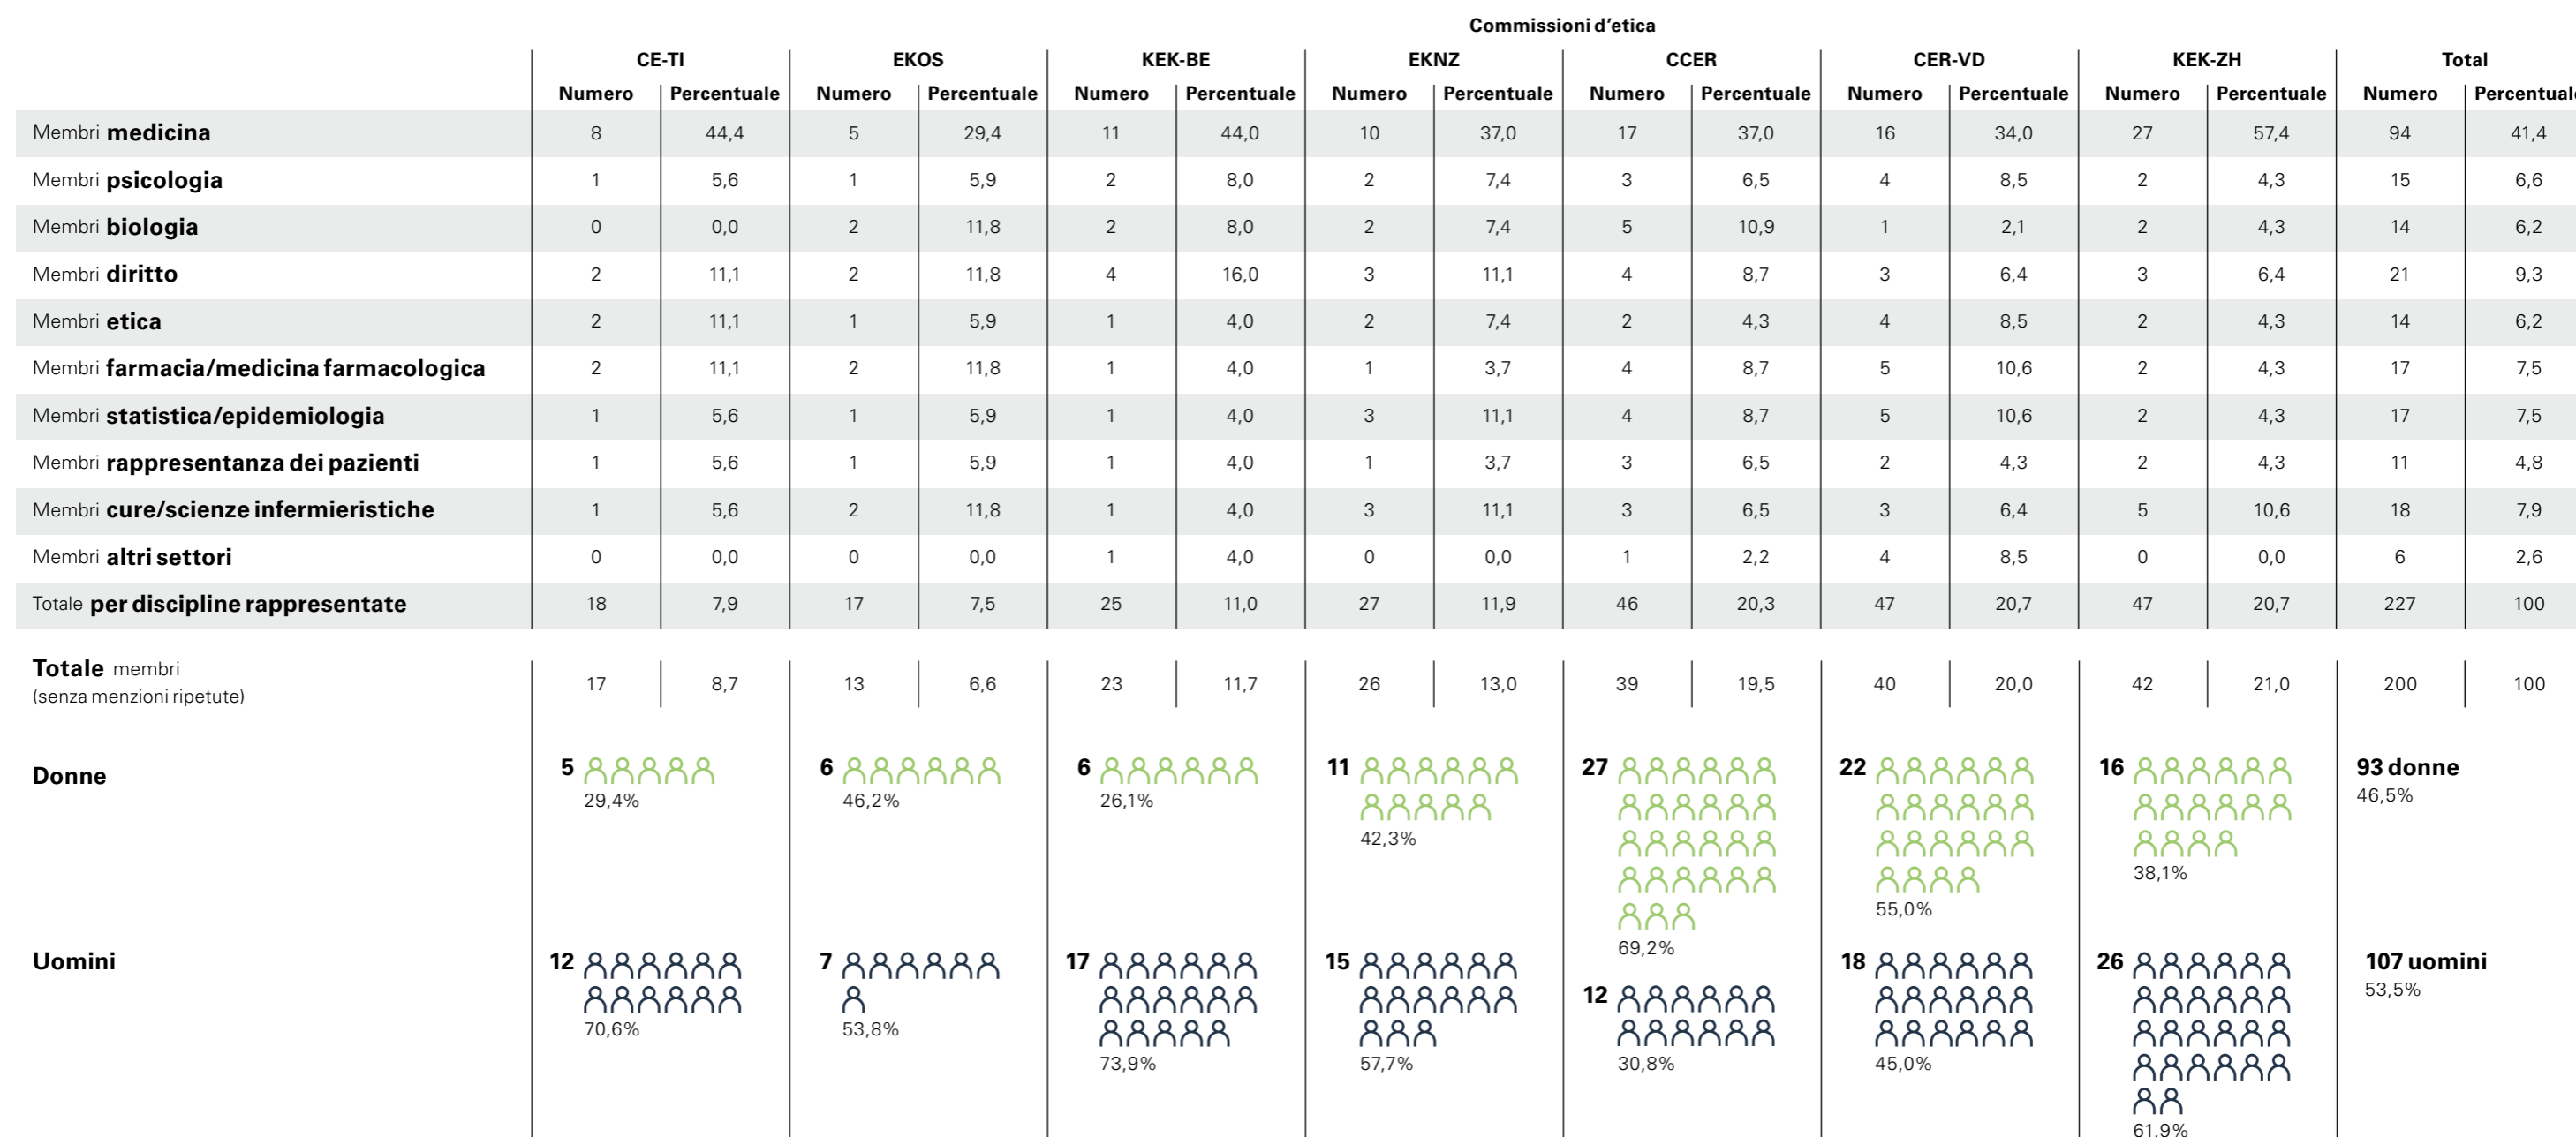 Commissioni d'etica
CE-TI EKOS KEK-BE EKNZ CCER CER-VD KEK-ZH Total
Numero Percentuale Numero Percentuale Numero Percentuale Numero Percentuale Numero Percentuale Numero Percentuale Numero Percentuale Numero Percentuale
Membri medicina 8 44,4 5 29,4 11 44,0 10 37,0 17 37,0 16 34,0 27 57,4 94 41,4
Membri psicologia 1 5,6 1 5,9 2 8,0 2 7,4 3 6,5 4 8,5 2 4,3 15 6,6
Membri biologia 0 0,0 2 11,8 2 8,0 2 7,4 5 10,9 1 2,1 2 4,3 14 6,2
Membri diritto 2 11,1 2 11,8 4 16,0 3 11,1 4 8,7 3 6,4 3 6,4 21 9,3
Membri etica 2 11,1 1 5,9 1 4,0 2 7,4 2 4,3 4 8,5 2 4,3 14 6,2
Membri farmacia/medicina farmacologica 2 11,1 2 11,8 1 4,0 1 3,7 4 8,7 5 10,6 2 4,3 17 7,5
Membri statistica/epidemiologia 1 5,6 1 5,9 1 4,0 3 11,1 4 8,7 5 10,6 2 4,3 17 7,5
Membri rappresentanza dei pazienti 1 5,6 1 5,9 1 4,0 1 3,7 3 6,5 2 4,3 2 4,3 11 4,8
Membri cure/scienze infermieristiche 1 5,6 2 11,8 1 4,0 3 11,1 3 6,5 3 6,4 5 10,6 18 7,9
Membri altri settori 0 0,0 0 0,0 1 4,0 0 0,0 1 2,2 4 8,5 0 0,0 6 2,6
Totale per discipline rappresentate 18 7,9 17 7,5 25 11,0 27 11,9 46 20,3 47 20,7 47 20,7 227 100
Totale membri
(senza menzioni ripetute) 17 8,7 13 6,6 23 11,7 26 13,0 39 19,5 40 20,0 42 21,0 200 100
Donne 5 6 6 11 27 22 16 93 donne
29,4% 46,2% 26,1% 46,5%
42,3%
38,1%
55,0%
69,2%
Uomini 12 7 17 15 18 26 107 uomini
53,5%
12
70,6% 53,8%
73,9% 57,7% 30,8% 45,0%
61,9%